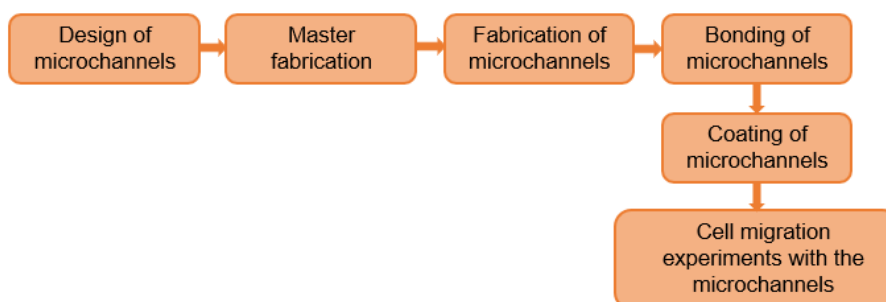 Design of
microchannels
Master
fabrication
Fabrication of
microchannels
Bonding of
microchannels
Coating of
microchannels
Cell migration
experiments with the
microchannels